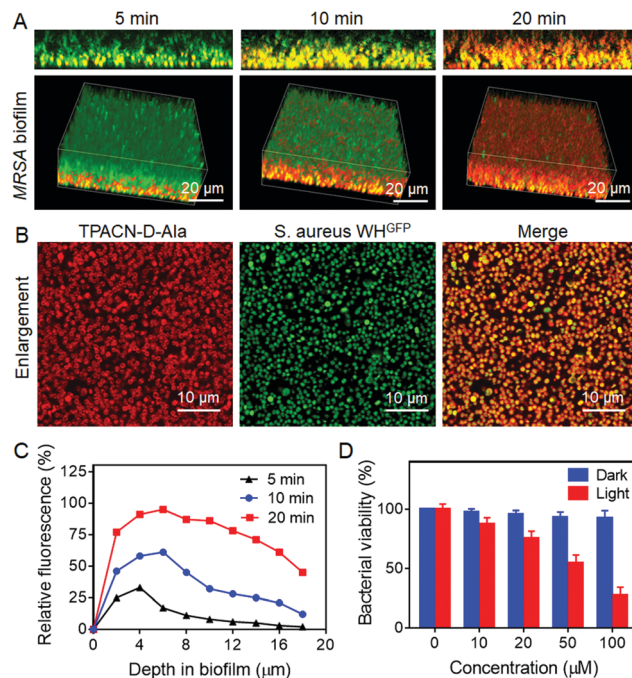 A
5 min
10 min
20 min
MRSA biofilm
20 μm
20 μm
20 μm
B
TPACN-D-Ala
S. aureus WHGFP
Merge
Enlargement
10 μm
10 μm
10 μm
C
Relative fluorescence (%)
125
100
75
50
25
0
5 min
10 min
20 min
0 4 8 12 16 20
Depth in biofilm (μm)
D
Bacterial viability (%)
100
50
0
Dark
Light
0 10 20 50 100
Concentration (μM)